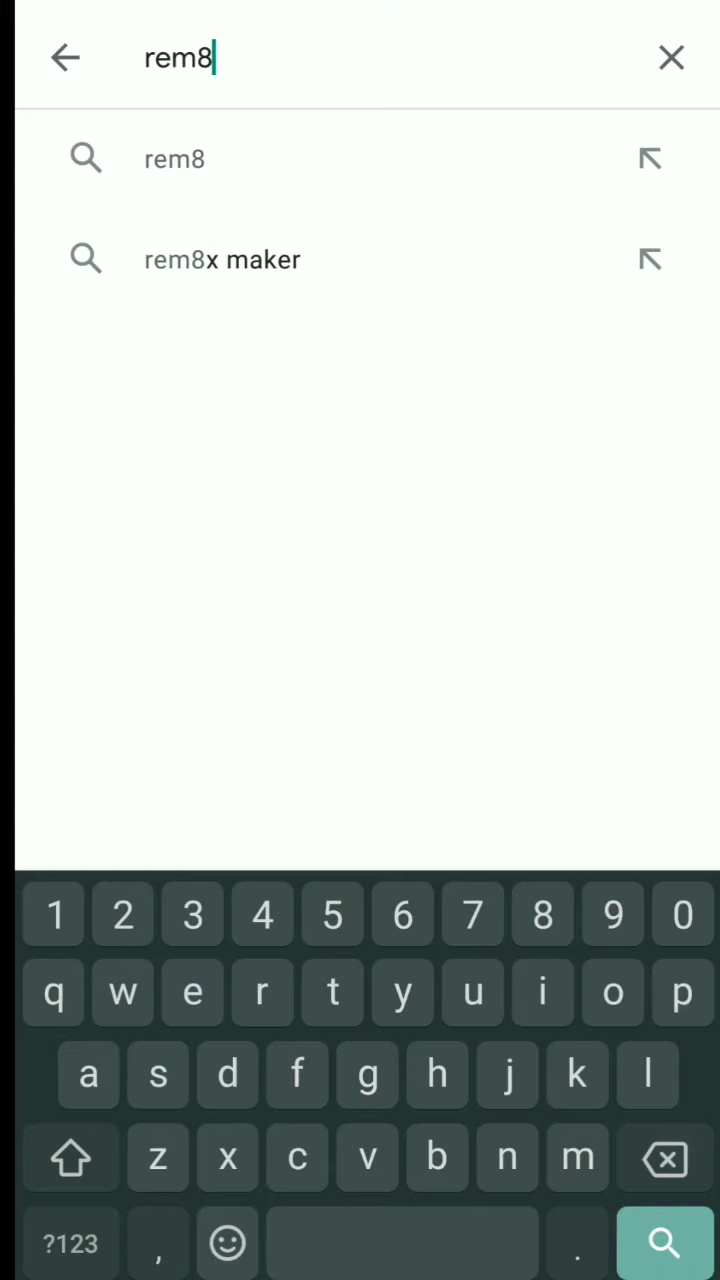 rem8
rem8
rem8x maker
1 2 3 4 5 6 7 8 9 0
q w e r t y u i o p
a s d f g h j k l
z x c v b n m
?123 , .